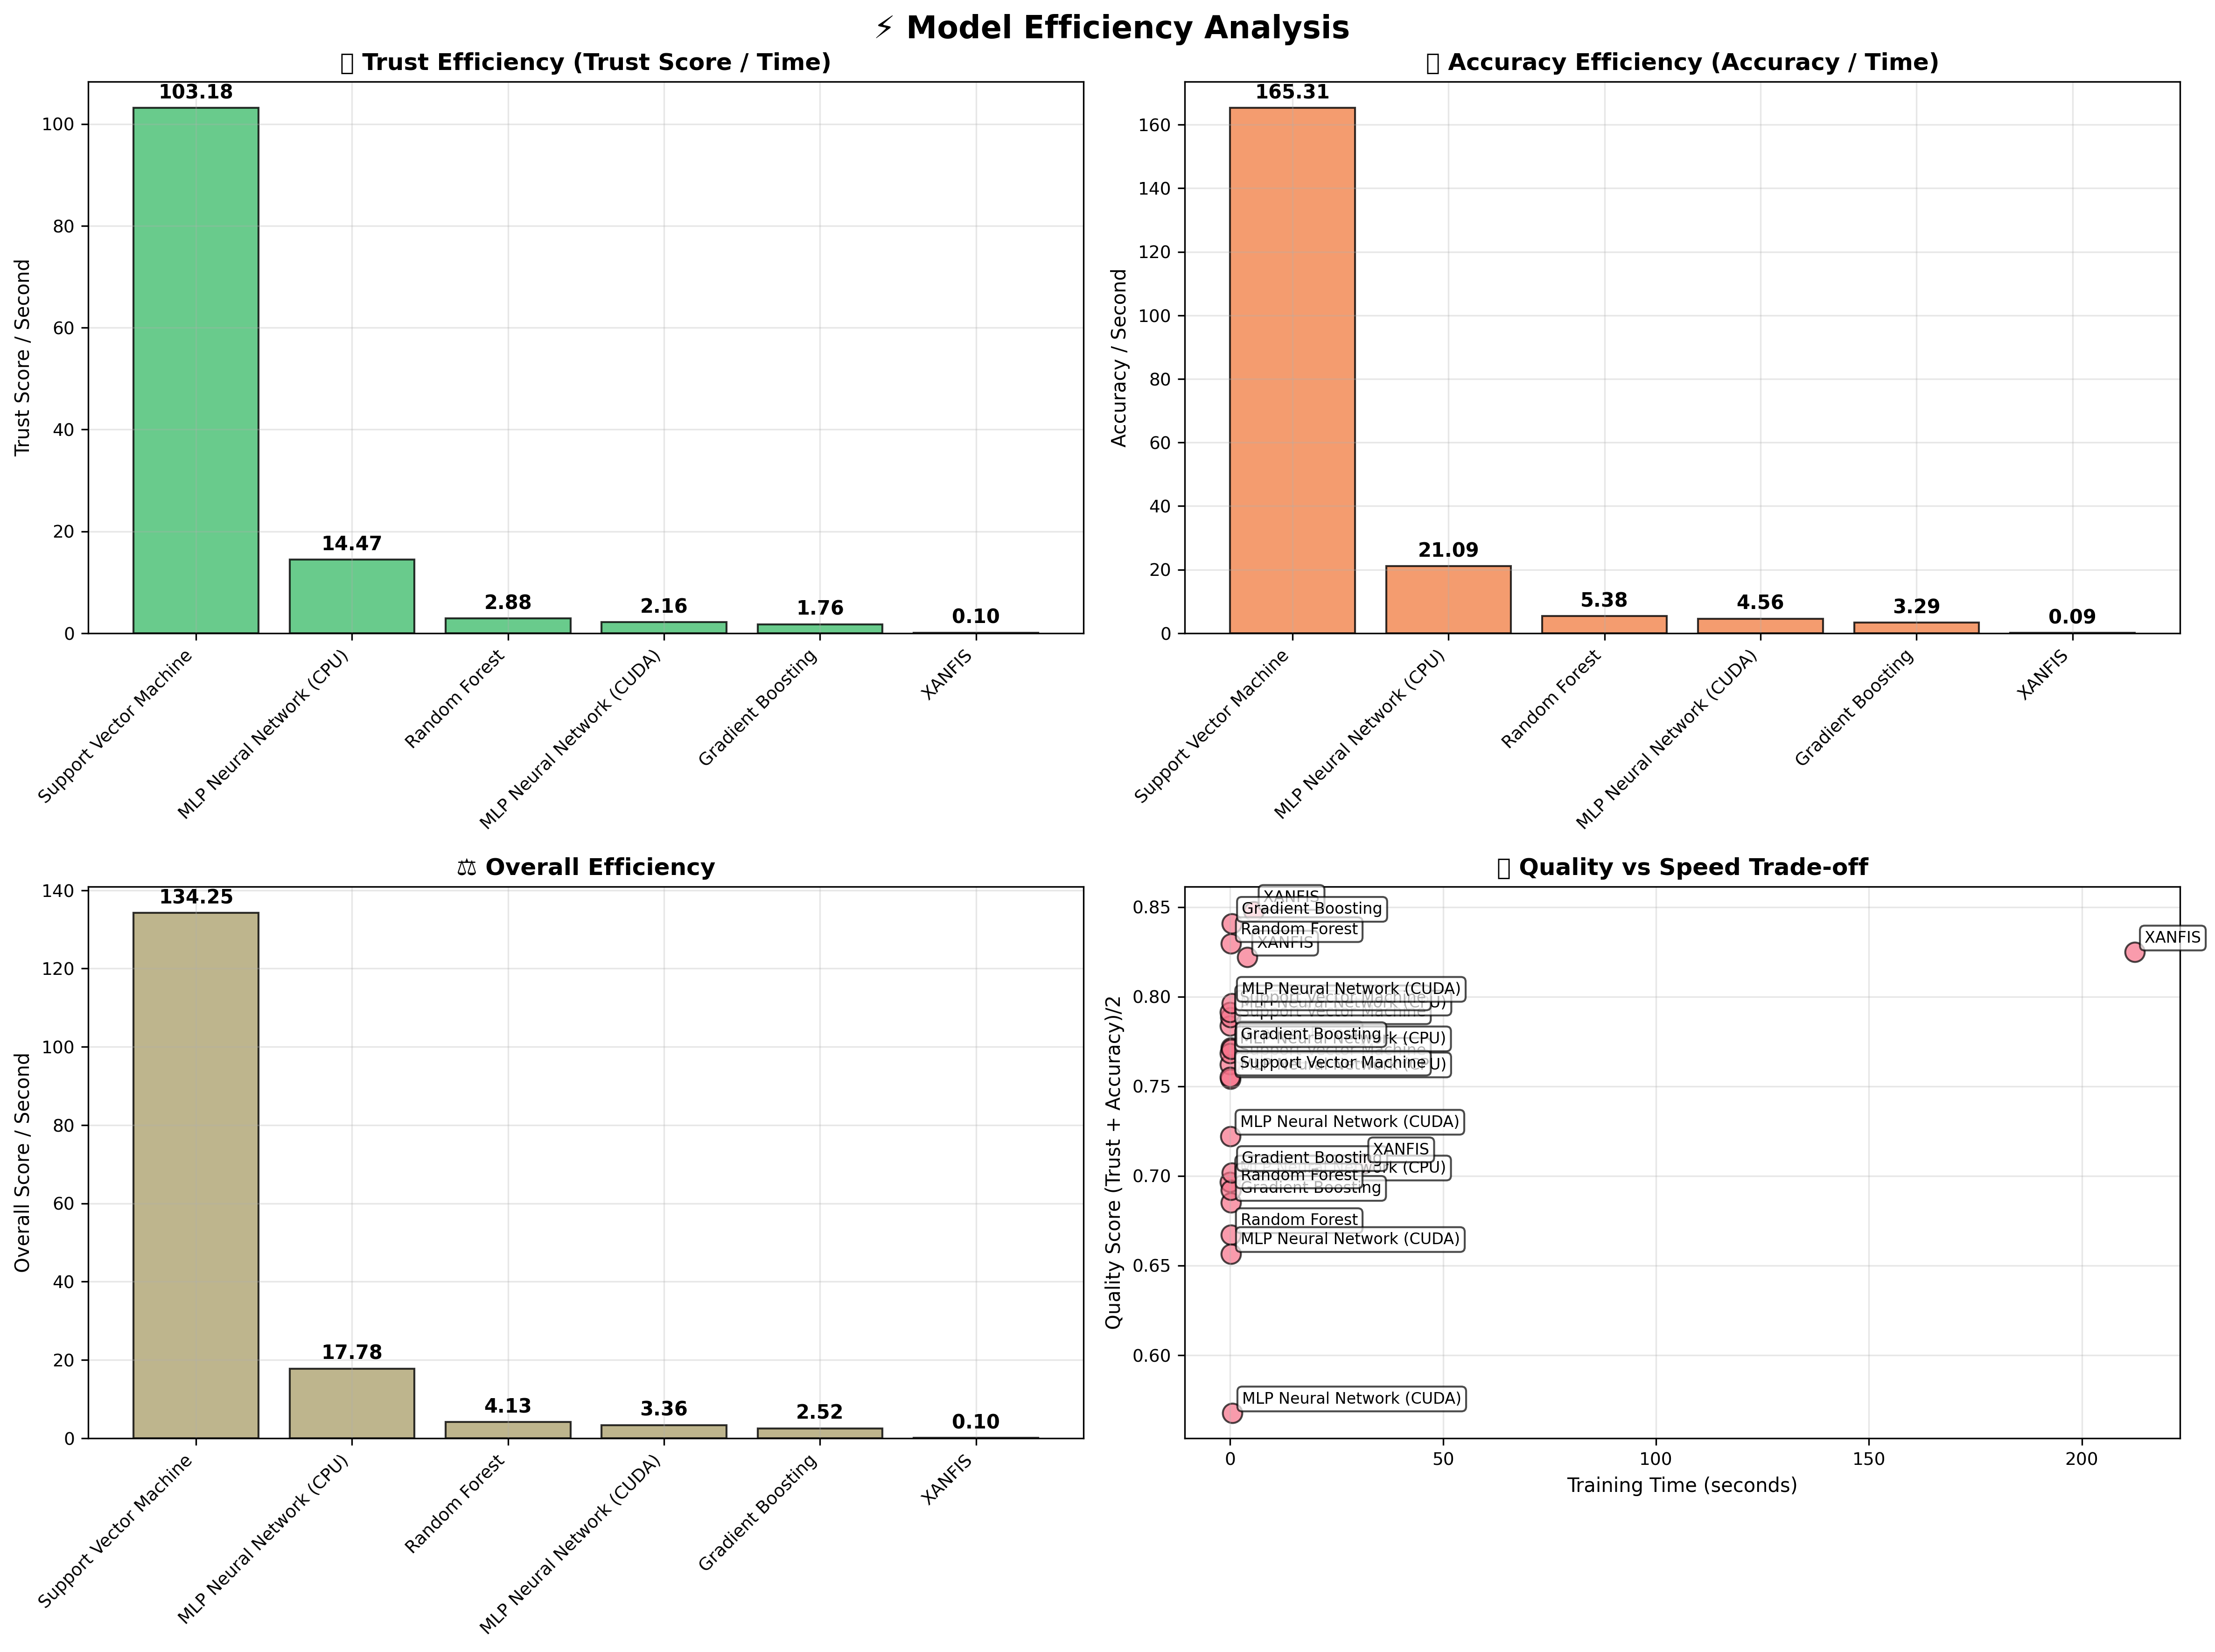 ⚡ Model Efficiency Analysis
Trust Efficiency (Trust Score / Time)
103.18
14.47
2.88
2.16
1.76
0.10
100
80
60
40
20
0
Trust Score / Second
Support Vector Machine
MLP Neural Network (CPU)
Random Forest
MLP Neural Network (CUDA)
Gradient Boosting
XANFIS
Accuracy Efficiency (Accuracy / Time)
165.31
21.09
5.38
4.56
3.29
0.09
160
140
120
100
80
60
40
20
0
Accuracy / Second
Support Vector Machine
MLP Neural Network (CPU)
Random Forest
MLP Neural Network (CUDA)
Gradient Boosting
XANFIS
⚖ Overall Efficiency
134.25
17.78
4.13
3.36
2.52
0.10
140
120
100
80
60
40
20
0
Overall Score / Second
Support Vector Machine
MLP Neural Network (CPU)
Random Forest
MLP Neural Network (CUDA)
Gradient Boosting
XANFIS
Quality vs Speed Trade-off
0.85
0.80
0.75
0.70
0.65
0.60
Quality Score (Trust + Accuracy)/2
XANFIS
Gradient Boosting
Random Forest
XANFIS
XANFIS
MLP Neural Network (CUDA)
Support Vector Machine
Gradient Boosting
Support Vector Machine
MLP Neural Network (CUDA)
XANFIS
Gradient Boosting
Random Forest
Gradient Boosting
Random Forest
MLP Neural Network (CUDA)
MLP Neural Network (CUDA)
0
50
100
150
200
Training Time (seconds)